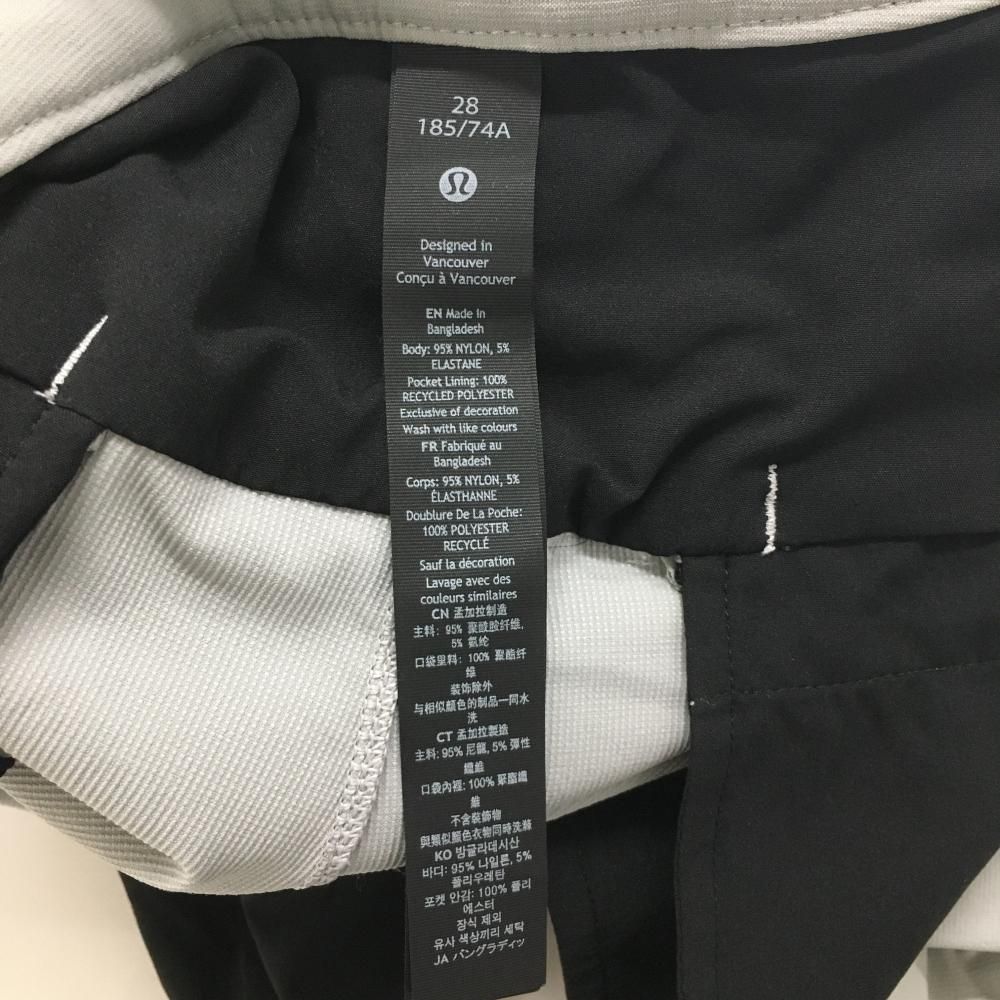 28
185/74A
Designed in
Vancouver
Conçu à Vancouver
EN Made in
Bangladesh
Body: 95% NYLON, 5%
ELASTANE
Pocket Lining: 100%
RECYCLED POLYESTER
Exclusive of decoration
Wash with like colours
FR Fabriqué au
Bangladesh
Corps: 95% NYLON, 5%
ÉLASTHANNE
Doublure De La Poche:
100% POLYESTER
RECYCLÉ
Sauf la décoration
Lavage avec des
couleurs similaires
CN 孟加拉制造
主料: 95% 聚酰胺纤维,
5% 氨纶
口袋里料: 100% 聚酯纤
维
装饰除外
与相似颜色的制品一同水
洗
CT 孟加拉製造
主料: 95% 尼龍, 5% 彈性
纖維
口袋內裡: 100% 聚酯纖
維
不含裝飾物
與類似顏色衣物同時洗滌
KO 방글라데시산
바디: 95% 나일론, 5%
폴리우레탄
포켓 안감: 100% 폴리
에스터
장식 제외
유사 색상끼리 세탁
JA バングラディッ